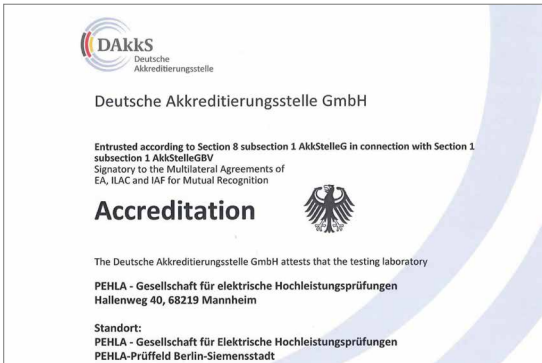 DAkkS
Deutsche
Akkreditierungsstelle
Deutsche Akkreditierungsstelle GmbH
Entrusted according to Section 8 subsection 1 AkkStelleG in connection with Section 1
subsection 1 AkkStelleGBV
Signatory to the Multilateral Agreements of
EA, ILAC and IAF for Mutual Recognition
Accreditation
The Deutsche Akkreditierungsstelle GmbH attests that the testing laboratory
PEHLA - Gesellschaft für elektrische Hochleistungsprüfungen
Hallenweg 40, 68219 Mannheim
Standort:
PEHLA - Gesellschaft für Elektrische Hochleistungsprüfungen
PEHLA-Prüffeld Berlin-Siemensstadt